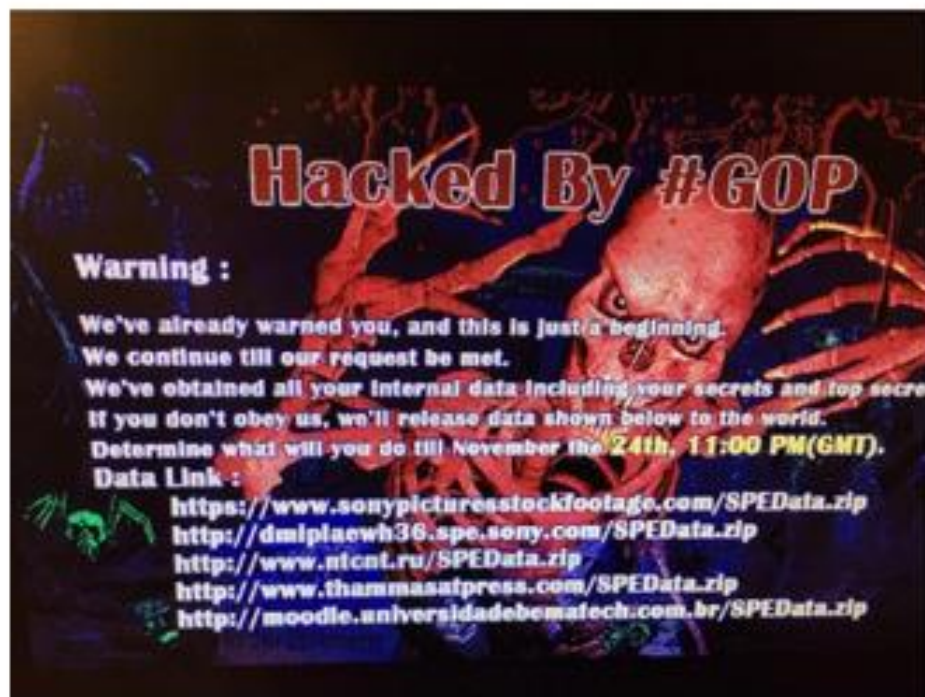 Hacked By #GOP
Warning :
We've already warned you, and this is just a beginning.
We continue till our request be met.
We've obtained all your internal data including your secrets and top secre
If you don't obey us, we'll release data shown below to the world.
Determine what will you do till November the 24th, 11:00 PM(GMT).
Data Link :
https://www.sonypicturesstockfootage.com/SPEData.zip
http://dmiplaewh36.spe.sony.com/SPEData.zip
http://www.ntcnt.ru/SPEData.zip
http://www.thammasatpress.com/SPEData.zip
http://moodle.universidadebematech.com.br/SPEData.zip